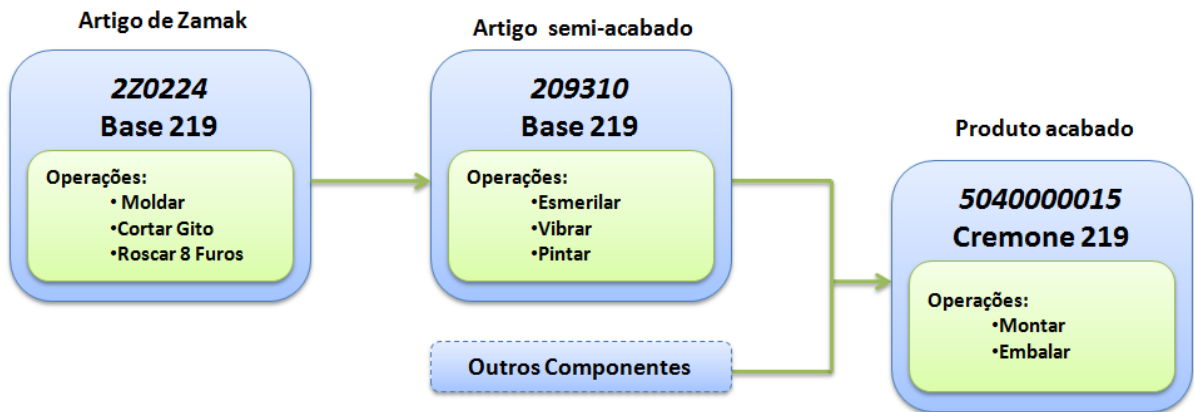 Artigo de Zamak
2Z0224
Base 219
Operações:
• Moldar
•Cortar Gito
•Roscar 8 Furos
Artigo semi-acabado
209310
Base 219
Operações:
•Esmerilar
•Vibrar
•Pintar
Outros Componentes
Produto acabado
5040000015
Cremone 219
Operações:
•Montar
•Embalar